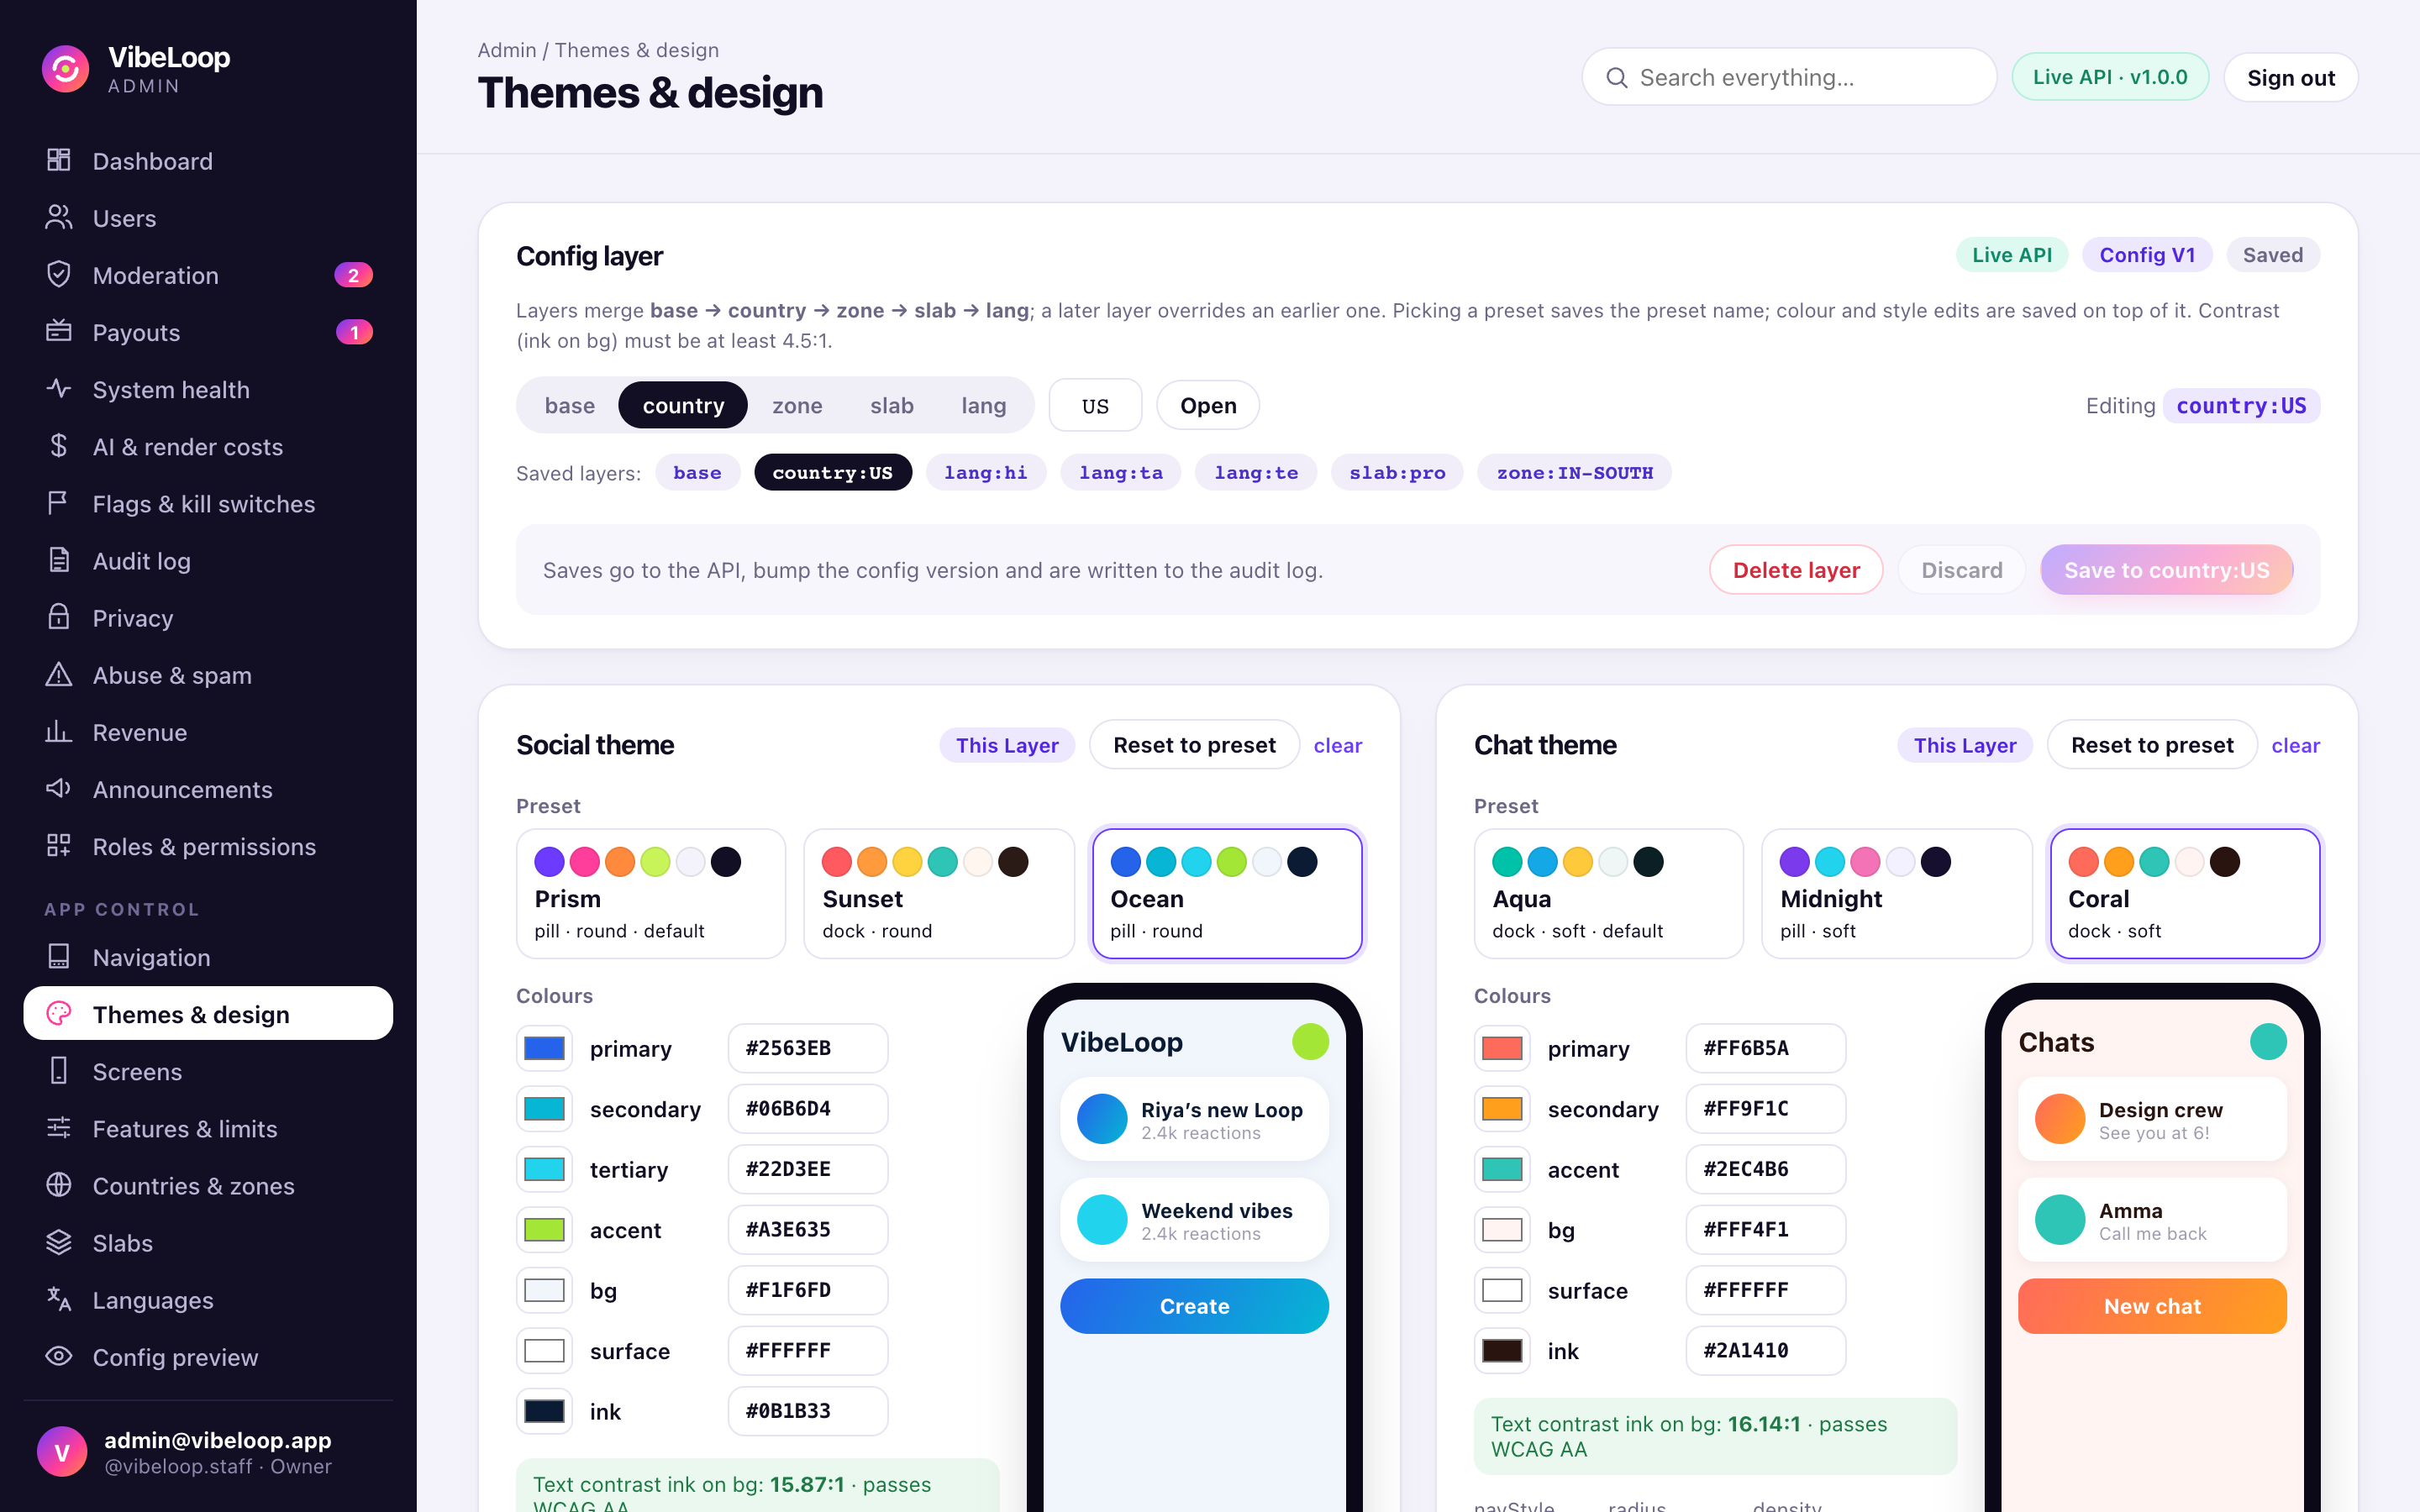 VibeLoop
ADMIN
Dashboard
Users
Moderation 2
Payouts 1
System health
AI & render costs
Flags & kill switches
Audit log
Privacy
Abuse & spam
Revenue
Announcements
Roles & permissions
APP CONTROL
Navigation
Themes & design
Screens
Features & limits
Countries & zones
Slabs
Languages
Config preview
V
admin@vibeloop.app
@vibeloop.staff · Owner
Admin / Themes & design
Themes & design
Search everything...
Live API · v1.0.0
Sign out
Config layer
Live API
Config V1
Saved
Layers merge base → country → zone → slab → lang; a later layer overrides an earlier one. Picking a preset saves the preset name; colour and style edits are saved on top of it. Contrast
(ink on bg) must be at least 4.5:1.
base country zone slab lang US Open
Editing country:US
Saved layers: base country:US lang:hi lang:ta lang:te slab:pro zone:IN-SOUTH
Saves go to the API, bump the config version and are written to the audit log.
Delete layer Discard Save to country:US
Social theme This Layer Reset to preset clear
Preset
Prism
pill · round · default
Sunset
dock · round
Ocean
pill · round
Colours
primary #2563EB
secondary #06B6D4
tertiary #22D3EE
accent #A3E635
bg #F1F6FD
surface #FFFFFF
ink #0B1B33
Text contrast ink on bg: 15.87:1 · passes
WCAG AA
VibeLoop
Riya's new Loop
2.4k reactions
Weekend vibes
2.4k reactions
Create
Chat theme This Layer Reset to preset clear
Preset
Aqua
dock · soft · default
Midnight
pill · soft
Coral
dock · soft
Colours
primary #FF6B5A
secondary #FF9F1C
accent #2EC4B6
bg #FFF4F1
surface #FFFFFF
ink #2A1410
Text contrast ink on bg: 16.14:1 · passes
WCAG AA
navStyle radius density
Chats
Design crew
See you at 6!
Amma
Call me back
New chat